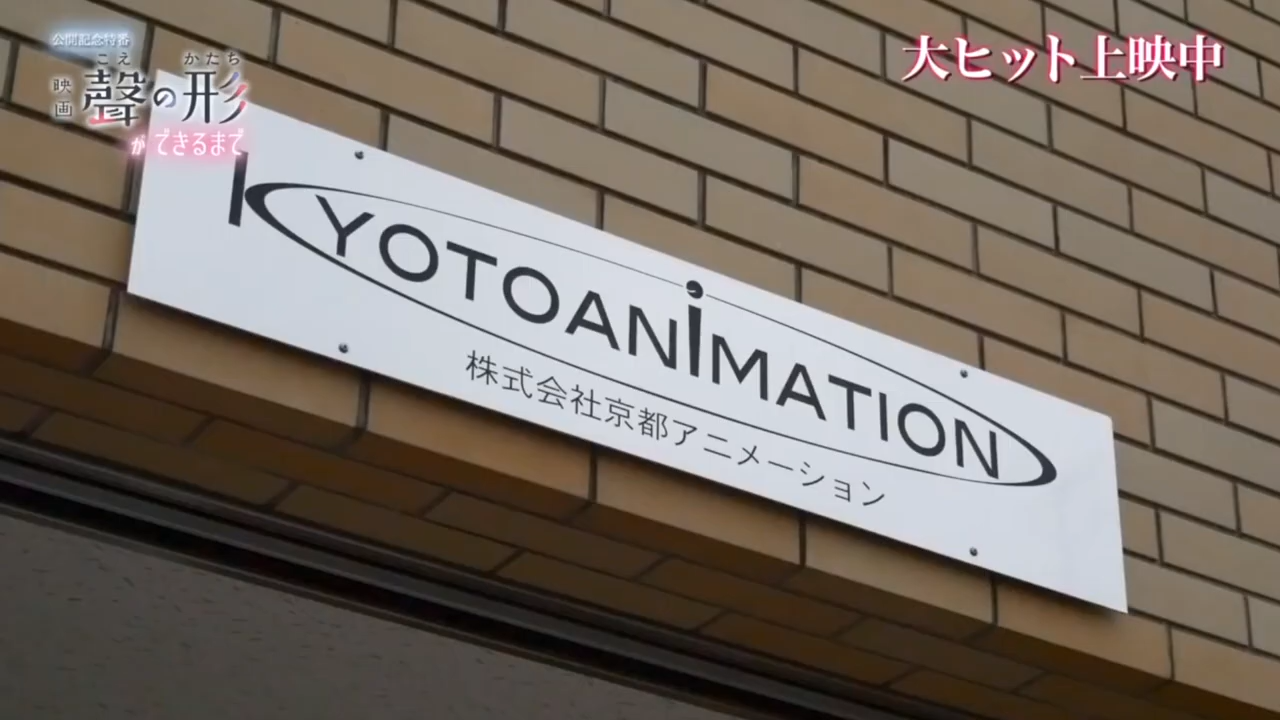 公開記念特番
こえ かたち
映画 聲の形
ができるまで
大ヒット上映中
KYOTOANiMATION
株式会社京都アニメーション